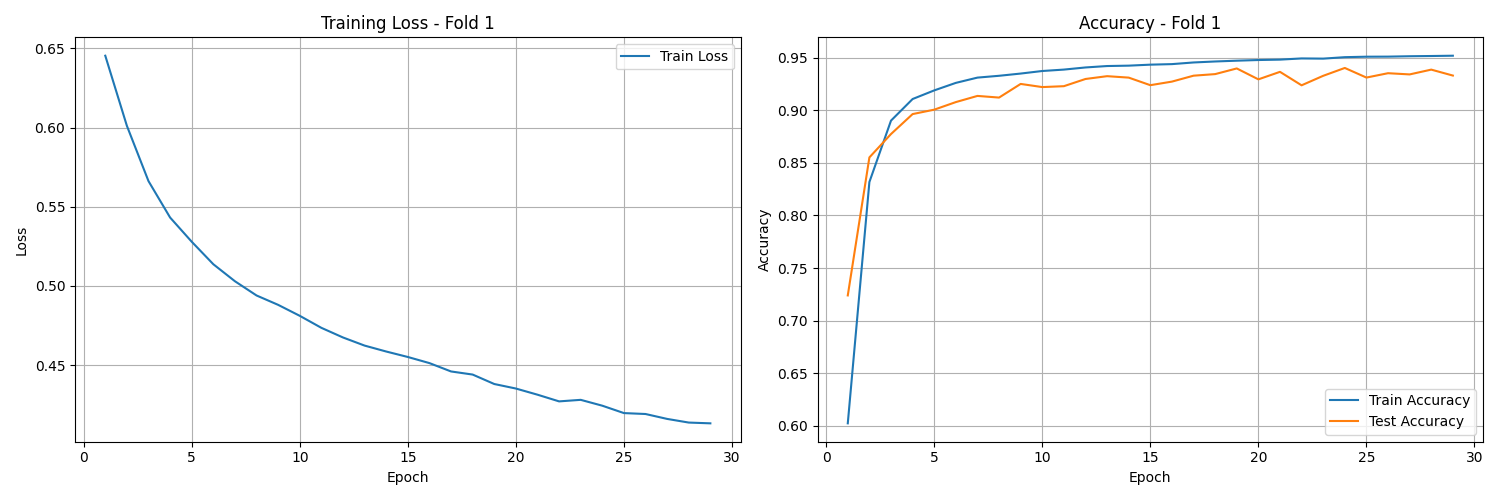 Training Loss - Fold 1
Train Loss
0.65
0.60
0.55
0.50
0.45
Loss
0 5 10 15 20 25 30
Epoch
Accuracy - Fold 1
0.95
0.90
0.85
0.80
0.75
0.70
0.65
0.60
Accuracy
Train Accuracy
Test Accuracy
0 5 10 15 20 25 30
Epoch